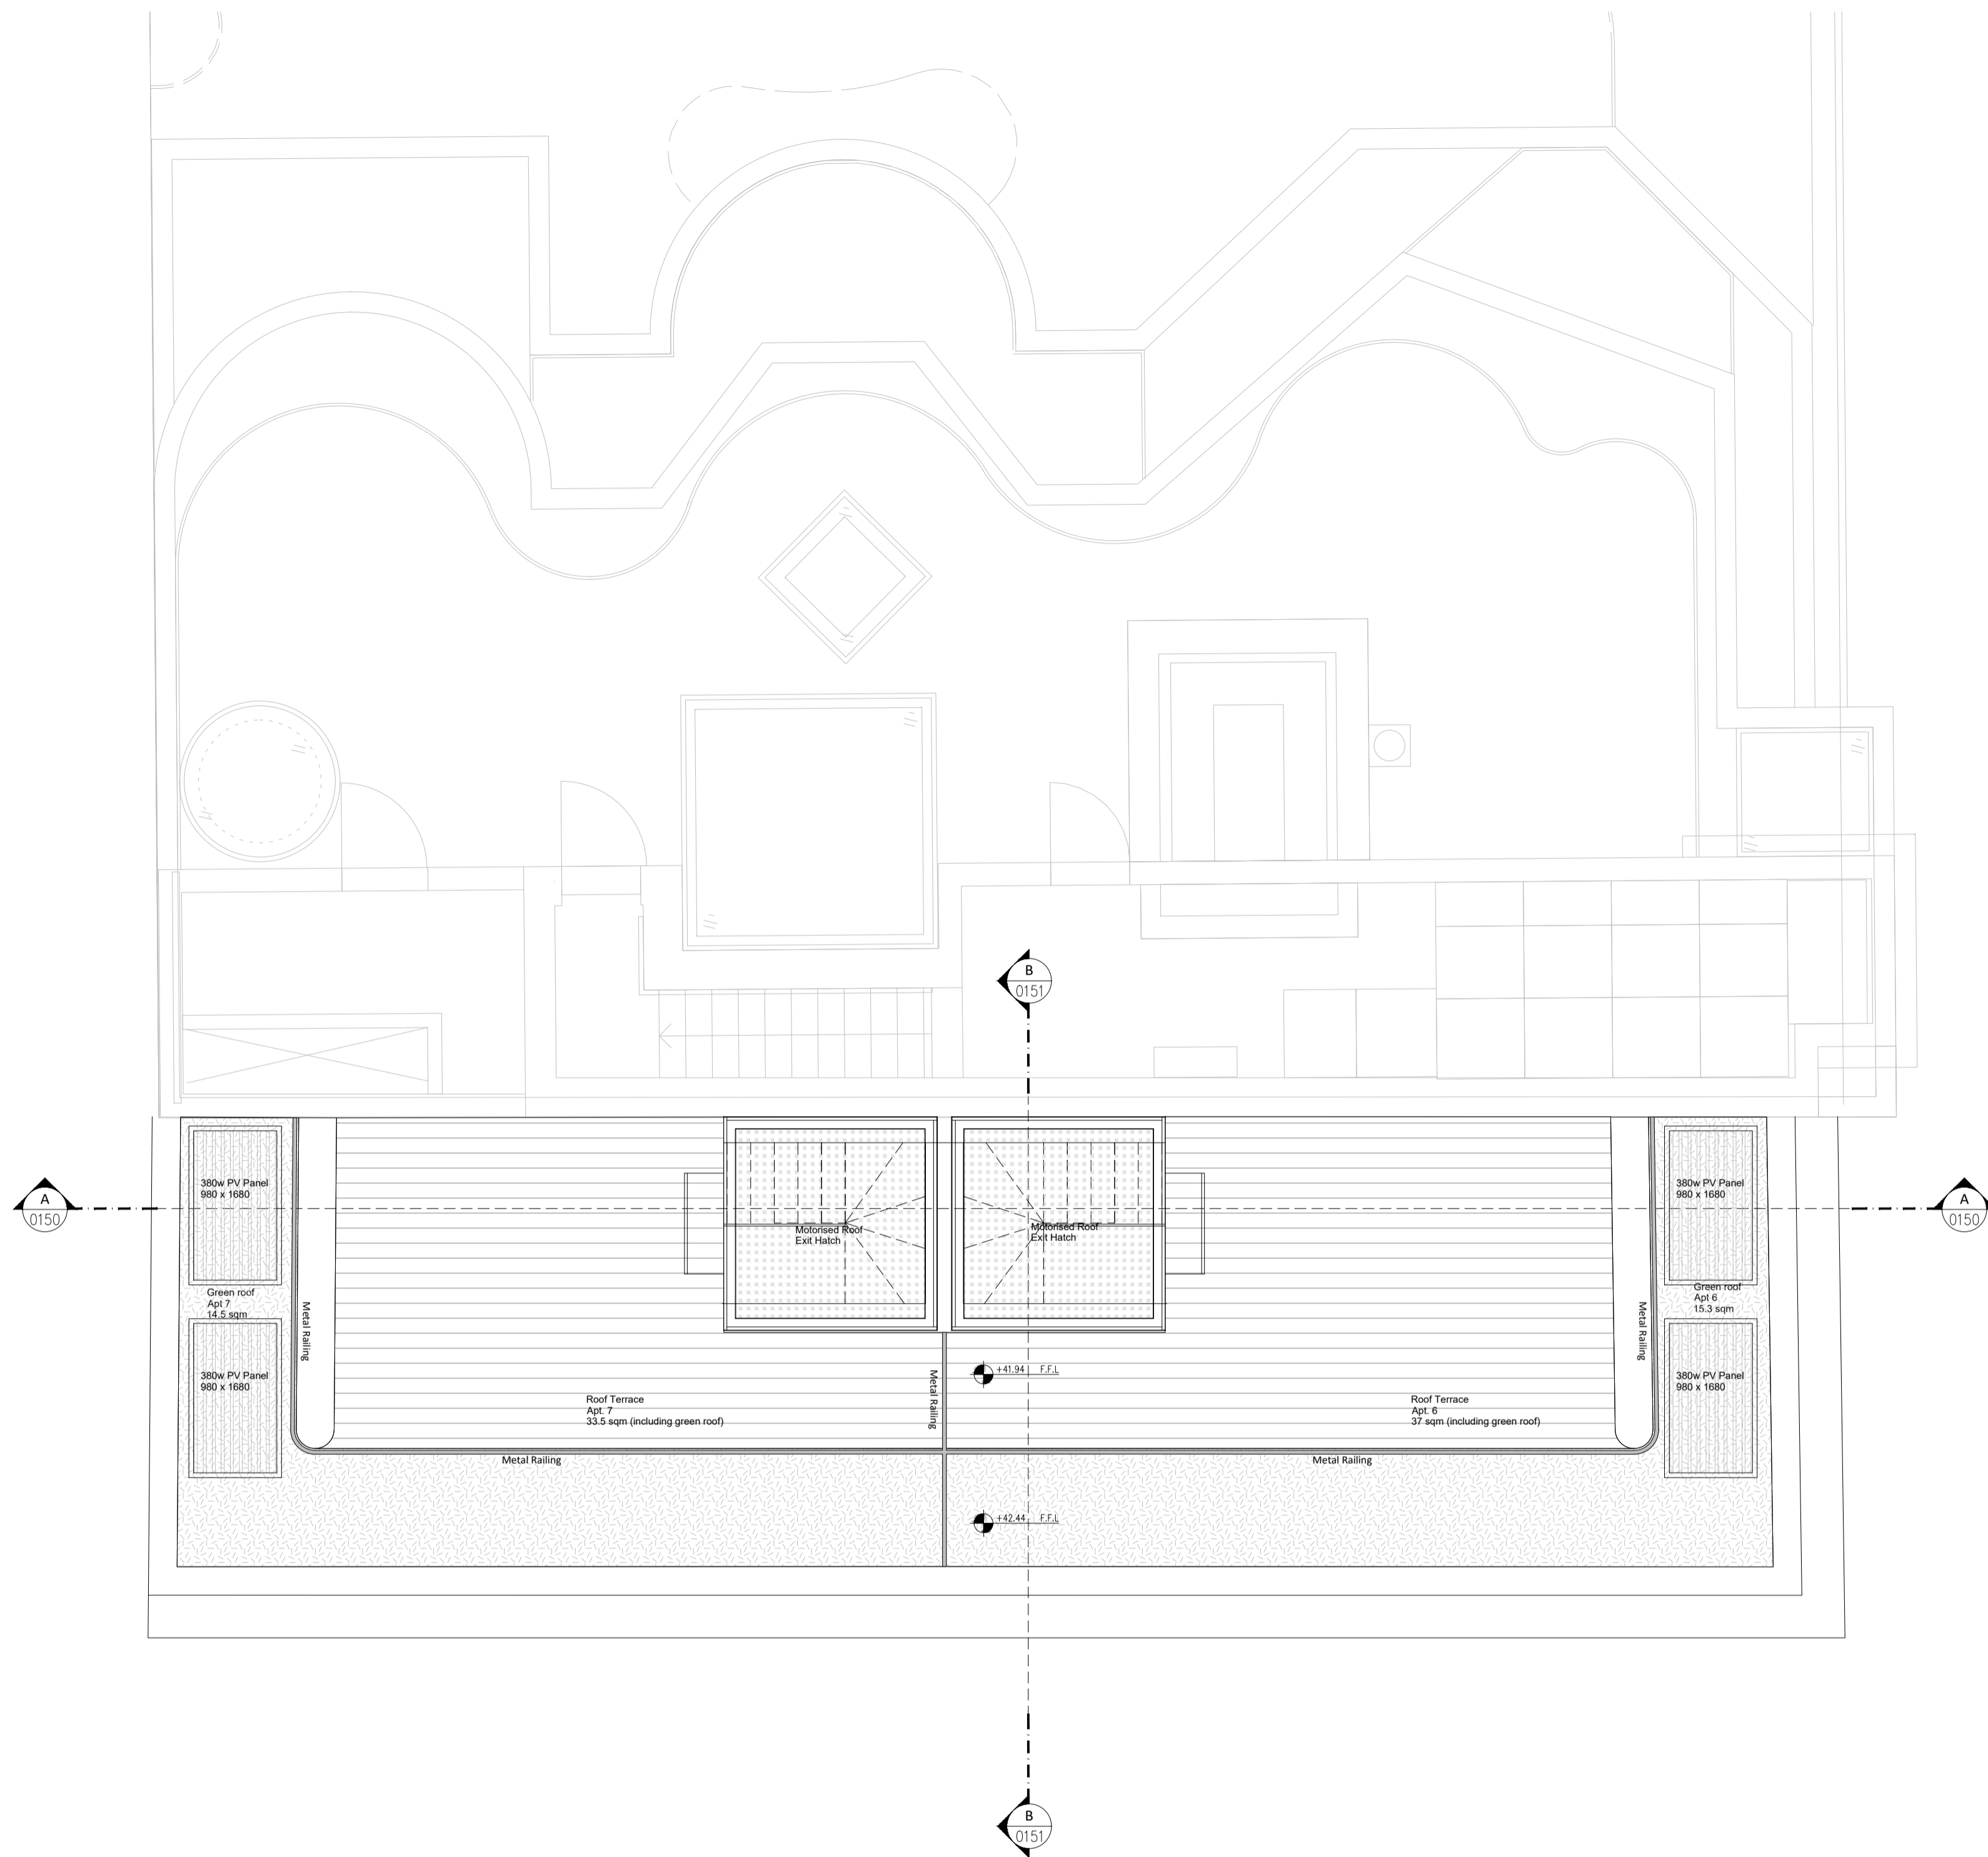 B
0151
380w PV Panel
980 x 1680
380w PV Panel
980 x 1680
A
0150
A
0150
Motorised Roof
Exit Hatch
Motorised Roof
Exit Hatch
Green roof
Apt 7
14.5 sqm
Green roof
Apt 6
15.3 sqm
Metal Railing
Metal Railing
+41.94 F.F.L
Metal Railing
380w PV Panel
980 x 1680
380w PV Panel
980 x 1680
Roof Terrace
Apt. 7
33.5 sqm (including green roof)
Roof Terrace
Apt. 6
37 sqm (including green roof)
Metal Railing
Metal Railing
+42.44 F.F.L
B
0151